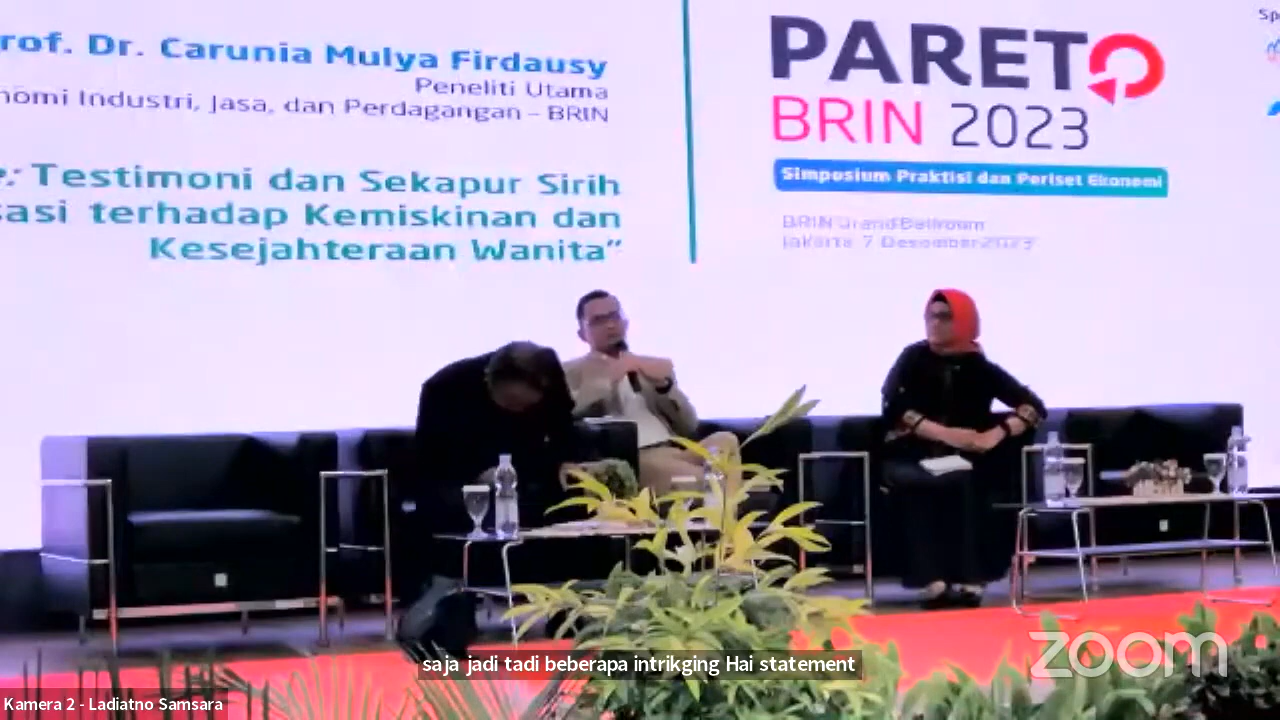 rof. Dr. Carunia Mulya Firdausy
Peneliti Utama
nomi Industri, Jasa, dan Perdagangan – BRIN
e: Testimoni dan Sekapur Sirih
sasi terhadap Kemiskinan dan
Kesejahteraan Wanita”
PARETO
BRIN 2023
Simposium Praktisi dan Periset Ekonomi
BRIN Grand Ballroom
Jakarta 7 Desember 2023
Sp
saja jadi tadi beberapa intrikging Hai statement
zoom
Kamera 2 - Ladiatno Samsara